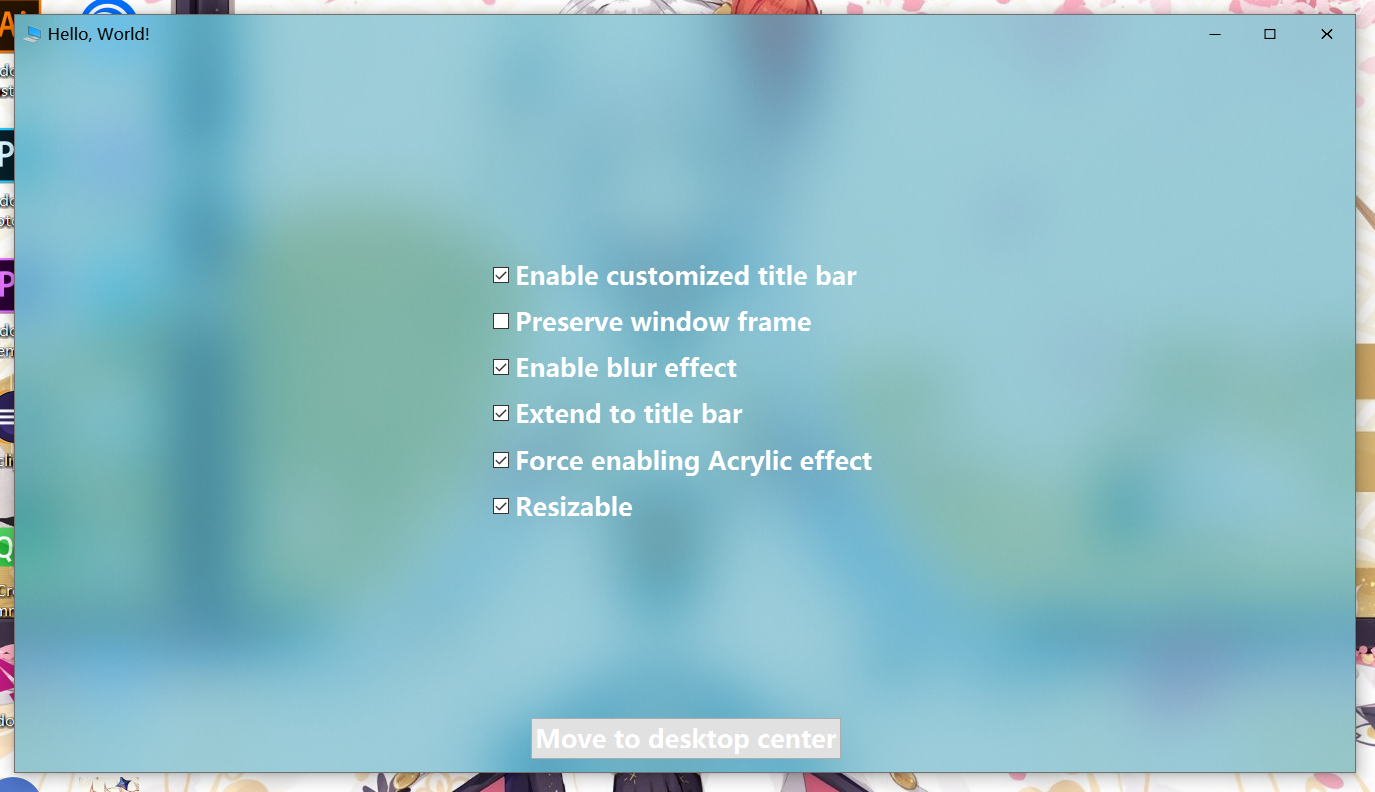 Hello, World!
Enable customized title bar
Preserve window frame
Enable blur effect
Extend to title bar
Force enabling Acrylic effect
Resizable
Move to desktop center